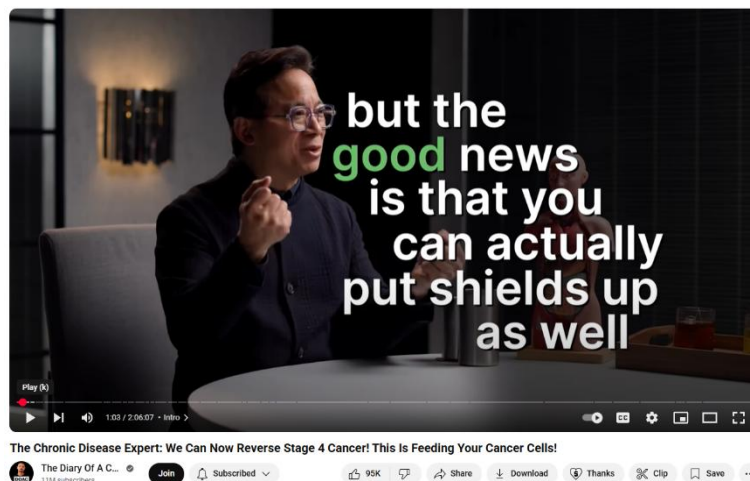 but the
good news
is that you
can actually
put shields up
as well
Play (k)
1:03 / 2:06:07 • Intro
The Chronic Disease Expert: We Can Now Reverse Stage 4 Cancer! This Is Feeding Your Cancer Cells!
The Diary Of A C... Join Subscribed 95K Share Download Thanks Clip Save
subscribers